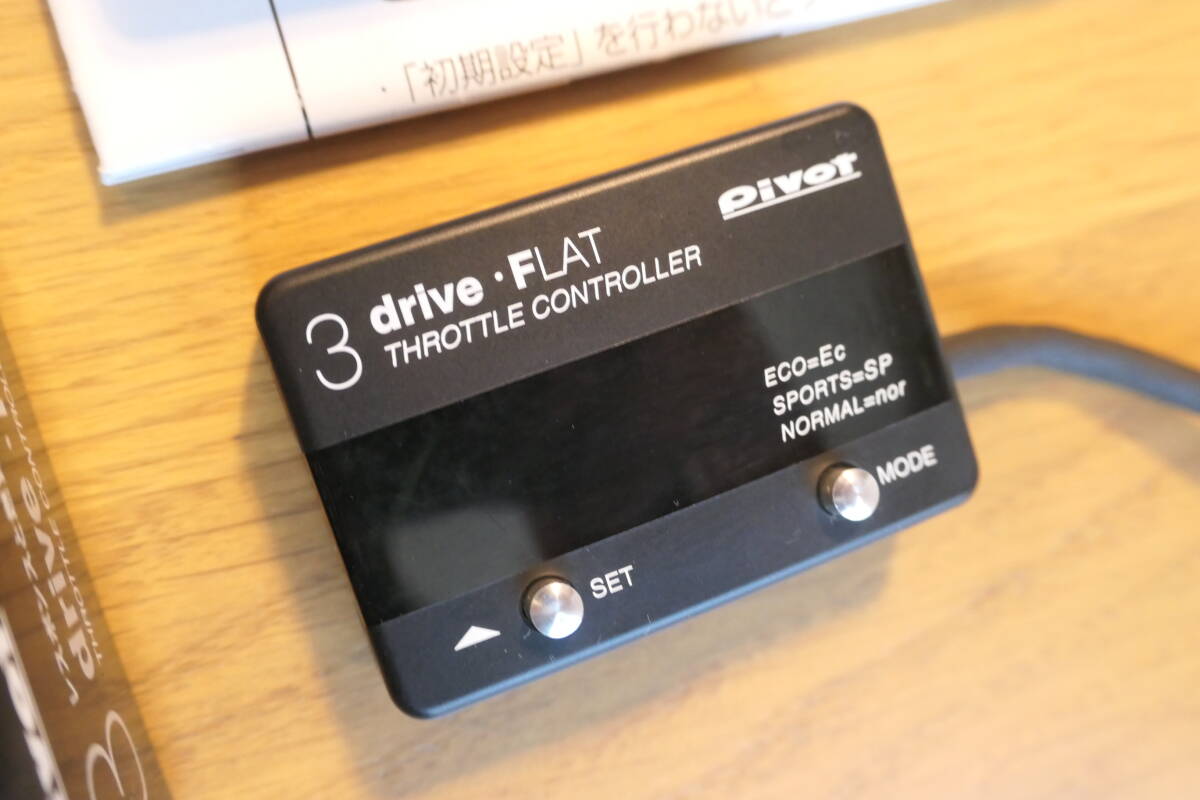 ・「初期設定」を行わないと
pivot
3 drive・FLAT
THROTTLE CONTROLLER
ECO=Ec
SPORTS=SP
NORMAL=nor
MODE
SET
3